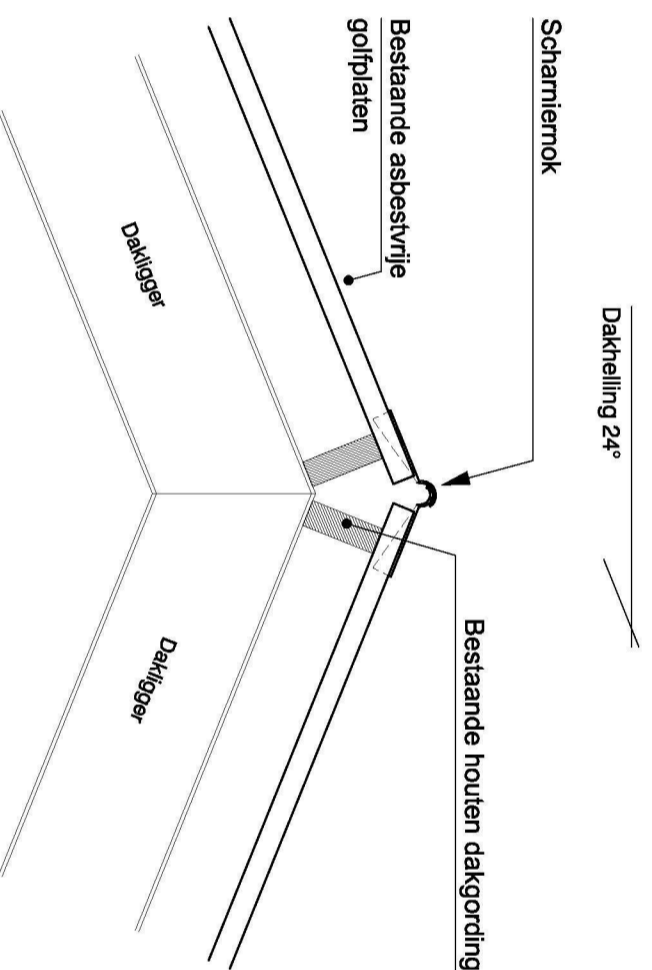 Dakhelling 24°
Scharniernok
Bestaande asbestvrije
golfplaten
Bestaande houten dakgording
Dakligger
Dakligger